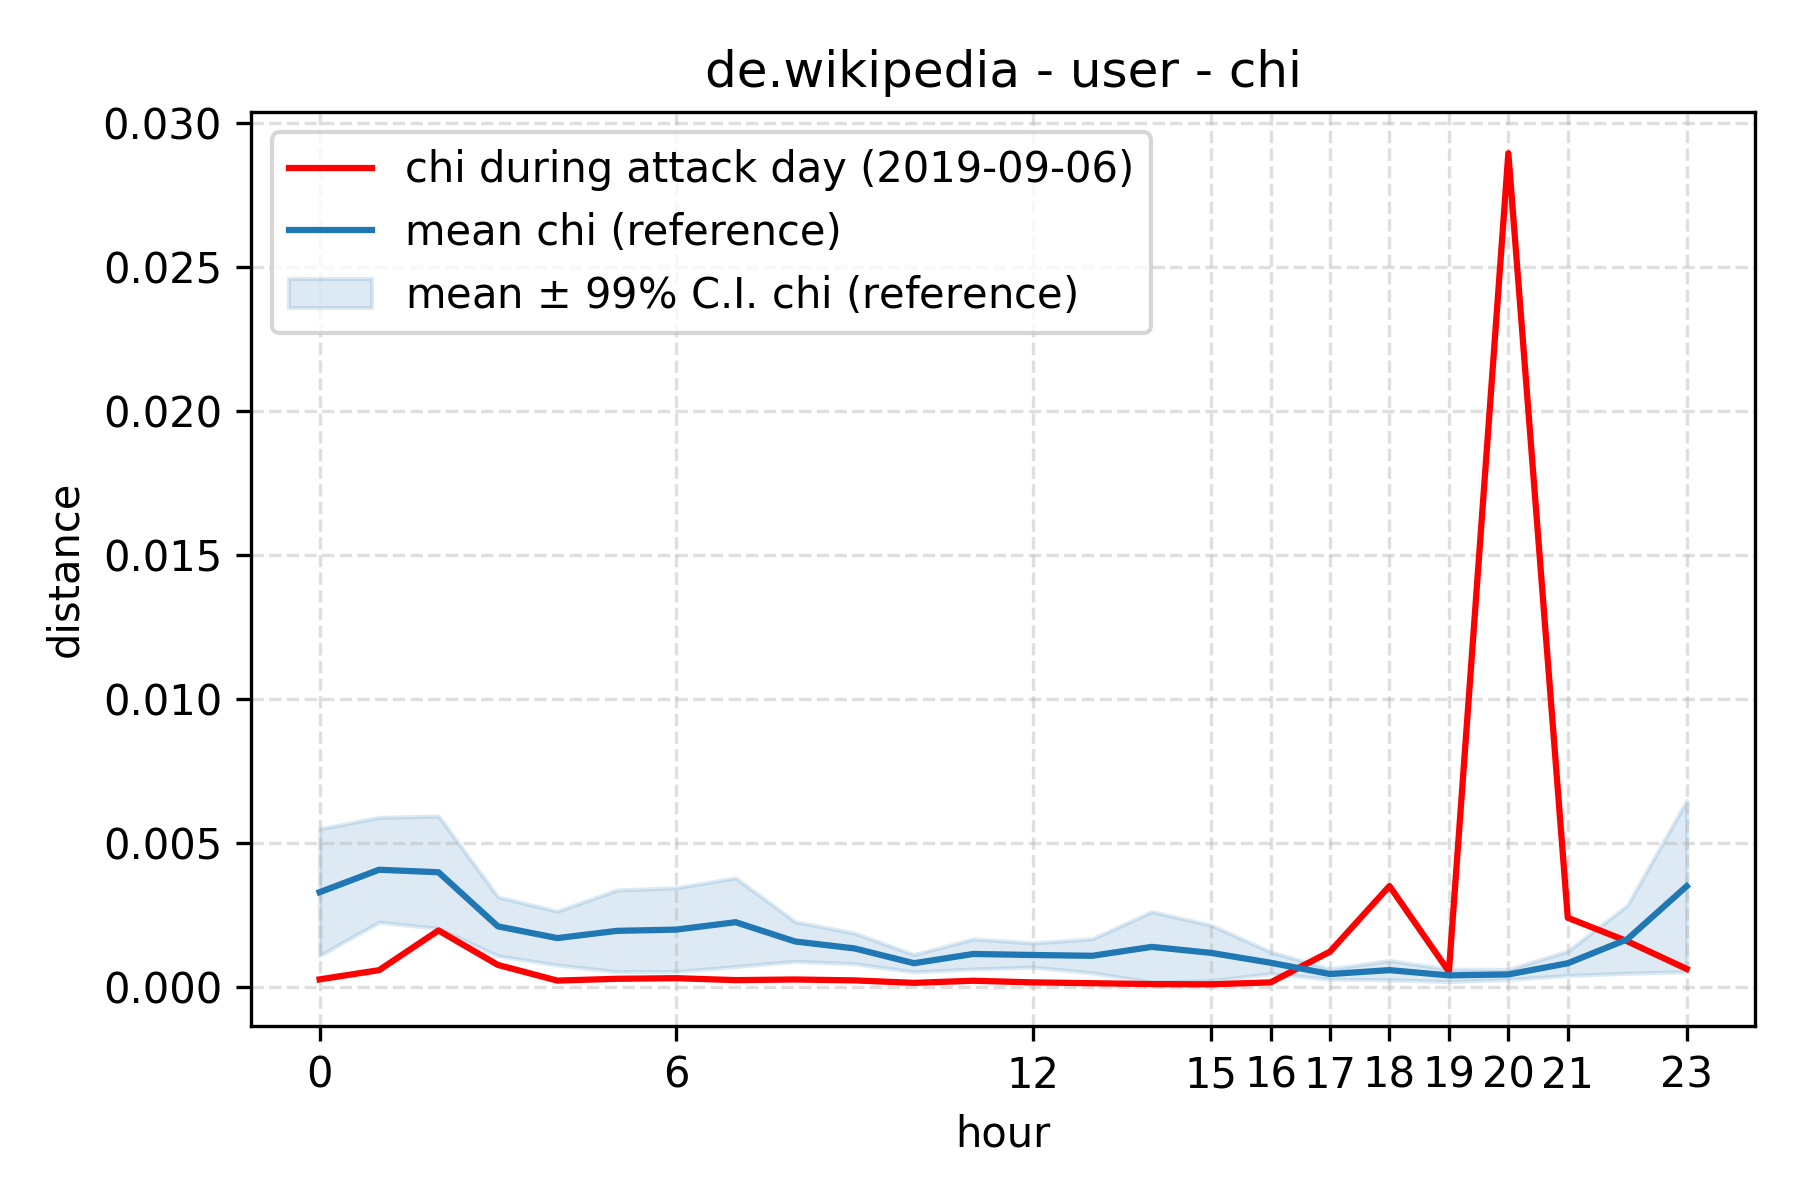 de.wikipedia - user - chi
0.030
0.025
0.020
0.015
0.010
0.005
0.000
distance
chi during attack day (2019-09-06)
mean chi (reference)
mean ± 99% C.I. chi (reference)
0 6 12 15 16 17 18 19 20 21 23
hour